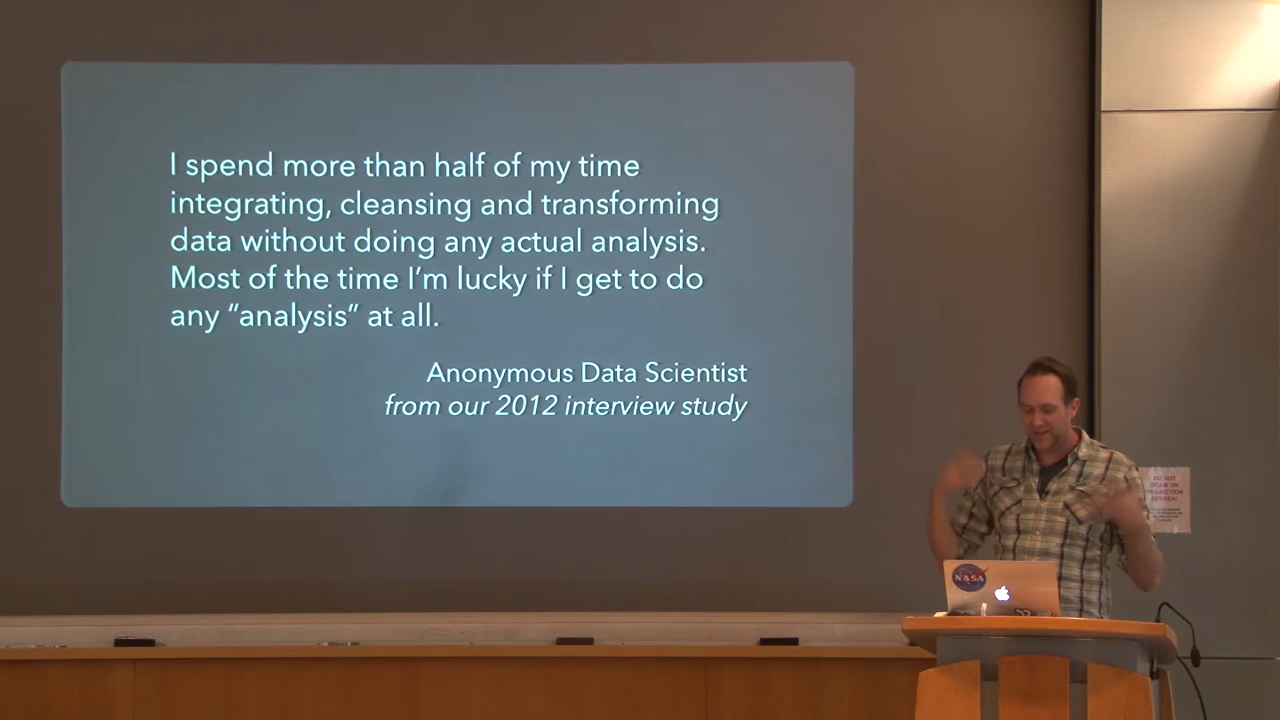 I spend more than half of my time
integrating, cleansing and transforming
data without doing any actual analysis.
Most of the time I’m lucky if I get to do
any “analysis” at all.
Anonymous Data Scientist
from our 2012 interview study
DO NOT
DRAW ON
PROJECTION
SCREEN!
NASA